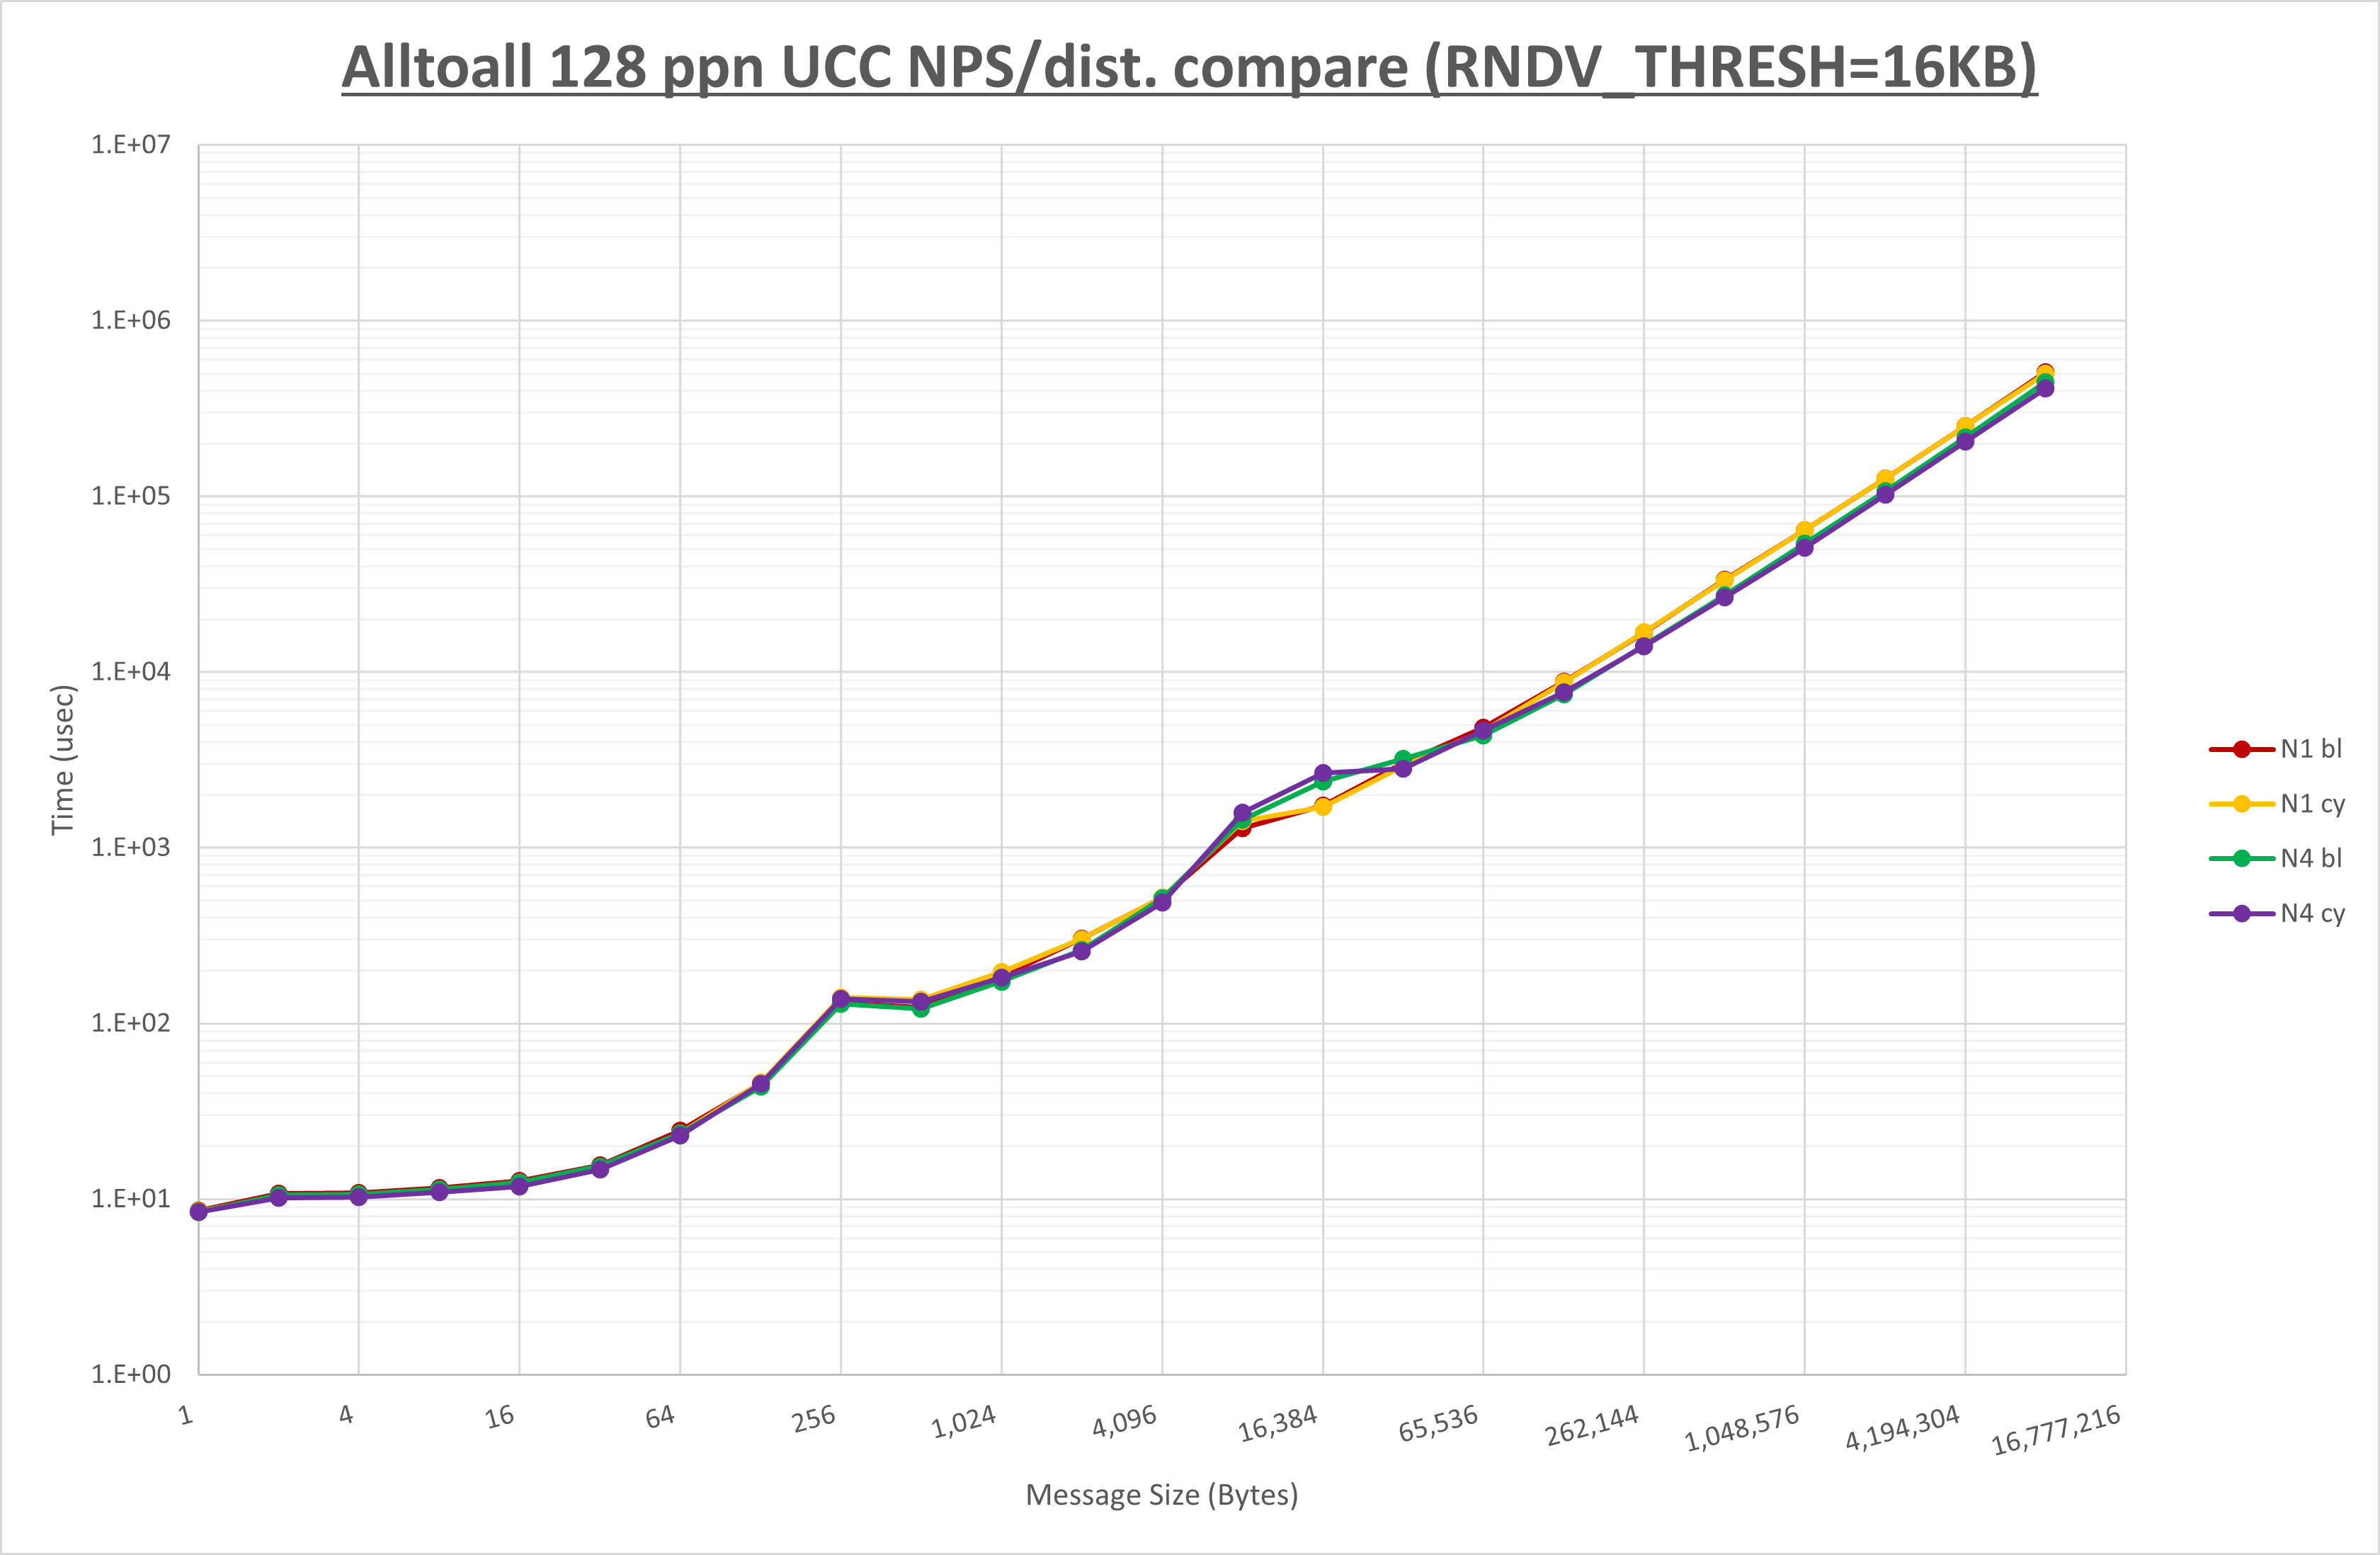 Alltoall 128 ppn UCC NPS/dist. compare (RNDV_THRESH=16KB)
1.E+07
1.E+06
1.E+05
1.E+04
1.E+03
1.E+02
1.E+01
1.E+00
Time (usec)
1
4
16
64
256
1,024
4,096
16,384
65,536
262,144
1,048,576
4,194,304
16,777,216
Message Size (Bytes)
N1 bl
N1 cy
N4 bl
N4 cy